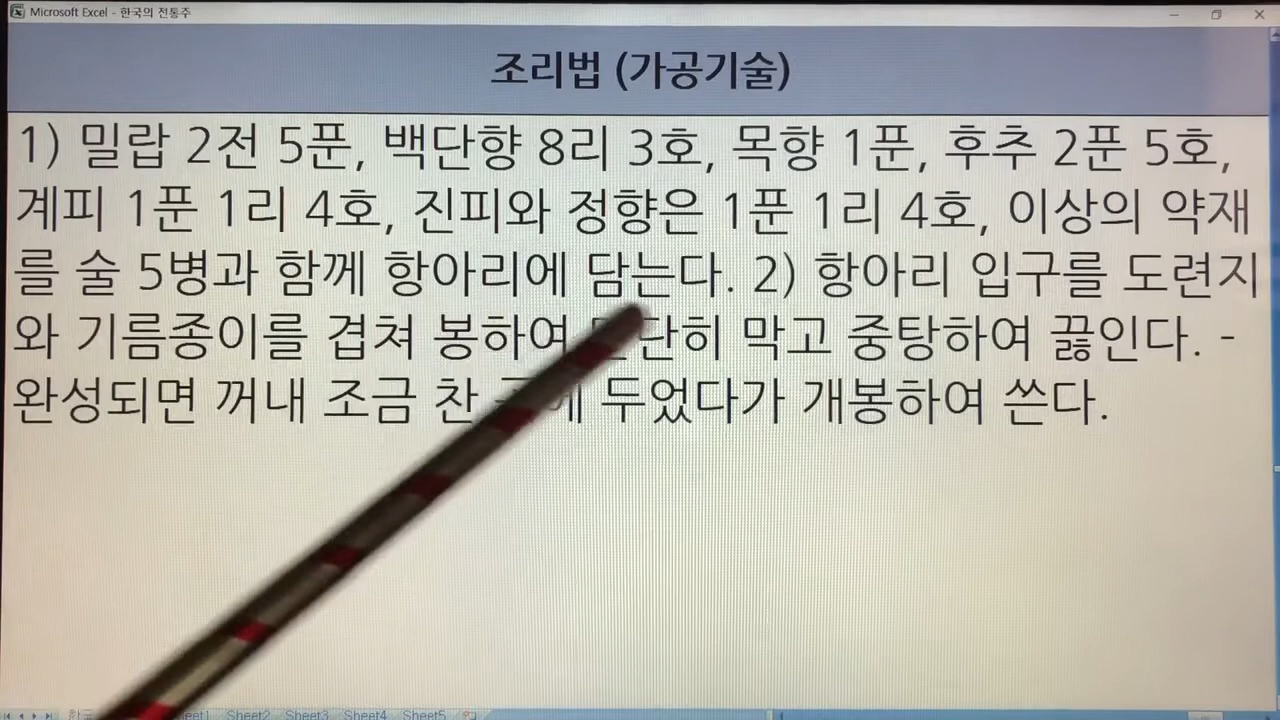 Microsoft Excel - 한국의 전통주
조리법 (가공기술)
1) 밀랍 2전 5푼, 백단향 8리 3호, 목향 1푼, 후추 2푼 5호,
계피 1푼 1리 4호, 진피와 정향은 1푼 1리 4호, 이상의 약재
를 술 5병과 함께 항아리에 담는다. 2) 항아리 입구를 도련지
와 기름종이를 겹쳐 봉하여 막고 중탕하여 끓인다. -
완성되면 꺼내 조금 찬 두었다가 개봉하여 쓴다.
Sheet2 Sheet3 Sheet4 Sheet5